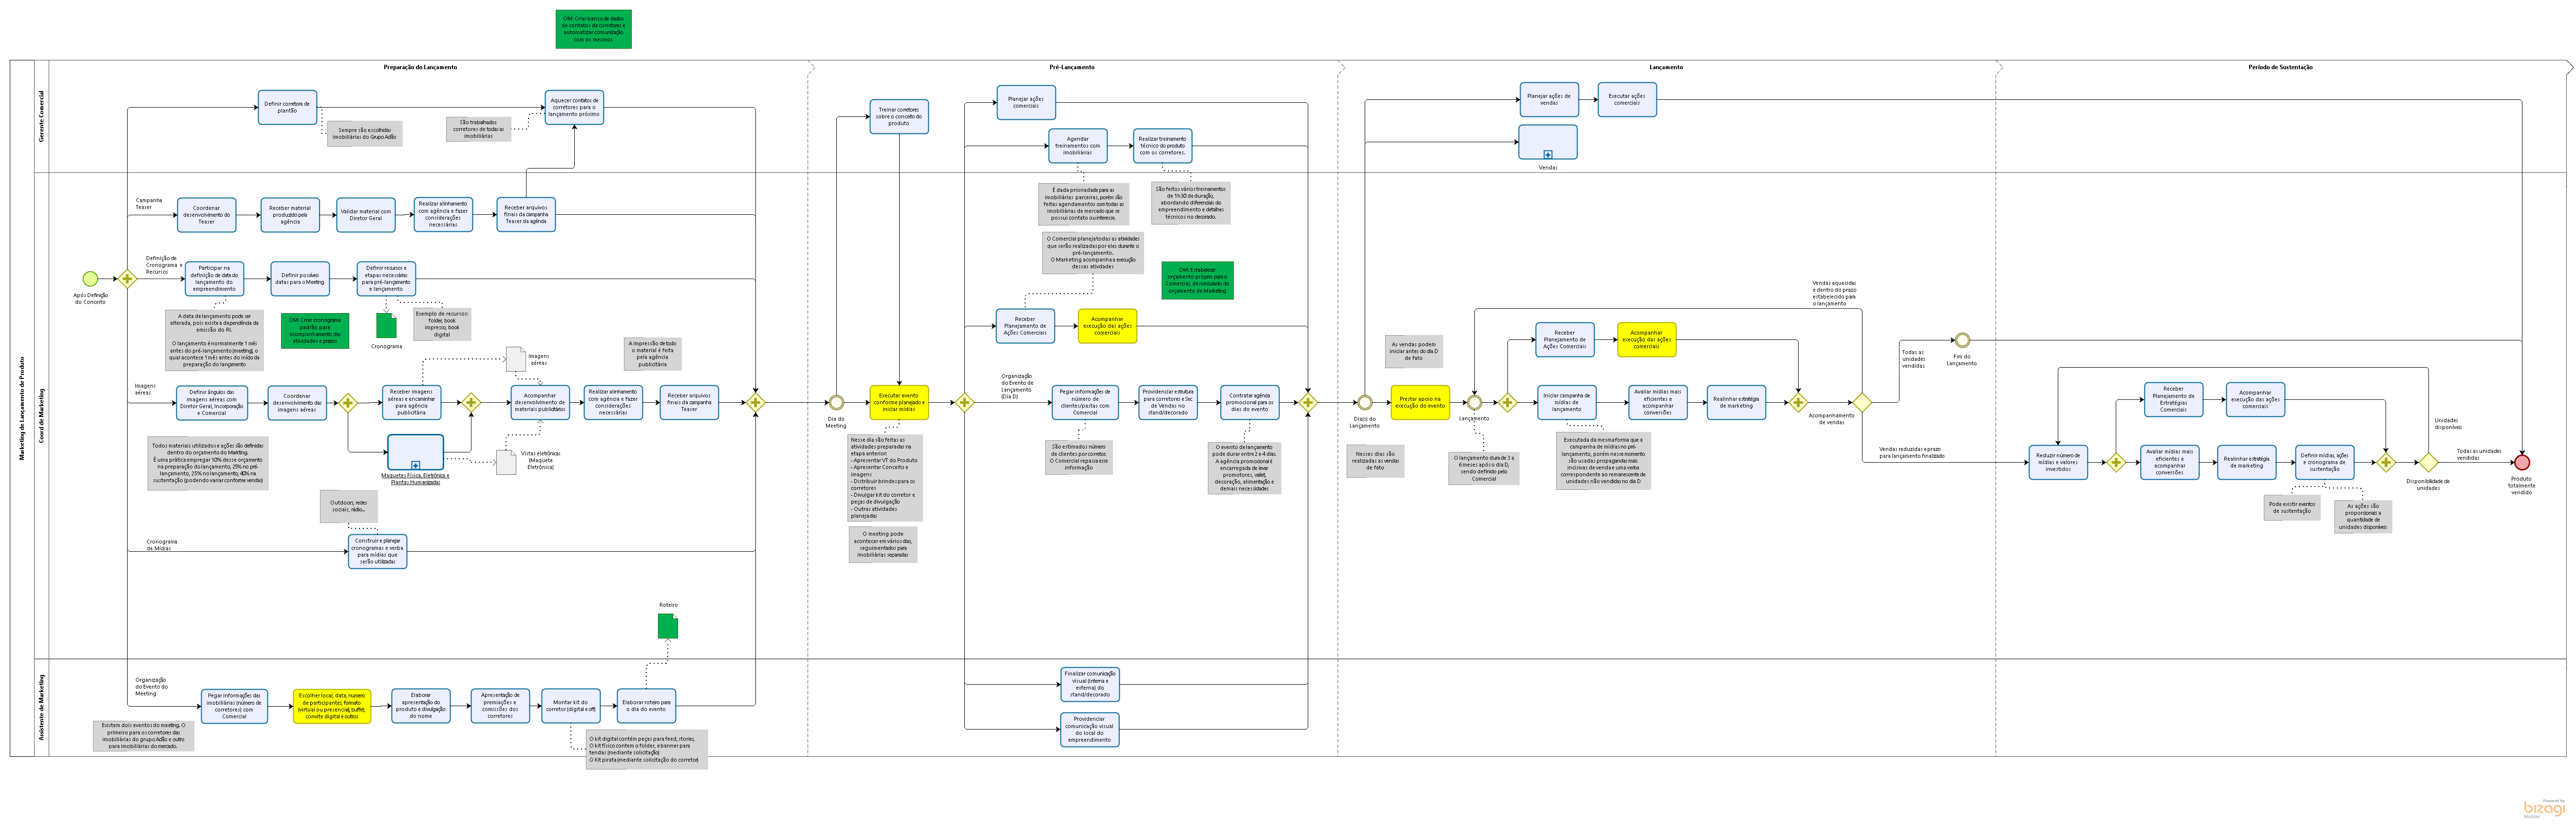 OM: Criar banco de dados
de contatos de corretores e
automatizar comunicação
com os mesmos
Marketing de Lançamento de Produto
Preparação do Lançamento
Pré-Lançamento
Lançamento
Período de Sustentação
Gerente Comercial
Definir corretora de
plantão
Sempre são escolhidas
imobiliárias do Grupo Adão
Aquecer contatos de
corretores para o
lançamento próximo
São trabalhados
corretores de todas as
imobiliárias
Treinar corretores
sobre o conceito do
produto
Planejar ações
comerciais
Agendar
treinamentos com
imobiliárias
Realizar treinamento
técnico do produto
com os corretores.
Planejar ações de
vendas
Executar ações
comerciais
Vendas
Coord de Marketing
Campanha
Teaser
Coordenar
desenvolvimento do
Teaser
Receber material
produzido pela
agência
Validar material com
Diretor Geral
Realizar alinhamento
com agência e fazer
considerações
necessárias
Receber arquivos
finais da campanha
Teaser da agência
Após Definição
do Conceito
Definição de
Cronograma e
Recursos
Participar na
definição de data do
lançamento do
empreendimento
Definir possíveis
datas para o Meeting
Definir recursos e
etapas necessárias
para pré-lançamento
e lançamento
A data de lançamento pode ser
alterada, pois existe a dependência da
emissão do RI.
O lançamento é normalmente 1 mês
antes do pré-lançamento (meeting), o
qual acontece 1 mês antes do início da
preparação do lançamento
OM: Criar cronograma
padrão para
acompanhamento das
atividades e prazos
Cronograma
Exemplo de recursos:
folder, book
impresso, book
digital
Imagens
aéreas
Definir ângulos das
imagens aéreas com
Diretor Geral, Incorporação
e Comercial
Coordenar
desenvolvimento das
imagens aéreas
Receber Imagens
aéreas e encaminhar
para agência
publicitária
Imagens
aéreas
Acompanhar
desenvolvimento de
materiais publicitários
Realizar alinhamento
com agência e fazer
considerações
necessárias
Receber arquivos
finais da campanha
Teaser
A impressão de todo
o material é feita
pela agência
publicitária
Maquetes Física, Eletrônica e
Plantas Humanizadas
Vistas eletrônicas
(Maquete
Eletrônica)
Todos materiais utilizados e ações são definidas
dentro do orçamento do Markting.
É uma prática empregar 10% desse orçamento
na preparação do lançamento, 25% no pré-
lançamento, 25% no lançamento, 40% na
sustentação (podendo variar conforme vendas)
Outdoor, redes
sociais, rádio...
Cronograma
de Mídias
Construir e planejar
cronogramas e verba
para mídias que
serão utilizadas
Dia do
Meeting
Executar evento
conforme planejado e
iniciar mídias
Nesse dia são feitas as
atividades preparadas na
etapa anterior:
- Apresentar VT do Produto
- Apresentar Conceito e
imagens
- Distribuir brindes para os
corretores
- Divulgar kit do corretor e
peças de divulgação
- Outras atividades
planejadas
O meeting pode
acontecer em vários dias,
seguimentados para
imobiliárias separadas
É dada prioriadade para as
imobiliárias parceiras, porém são
feitas agendamentos com todas as
imobiliárias de mercado que se
possui contato ou interesse.
São feitos vários treinamentos
de 1h30 de duração,
abordando diferenciais do
empreendimento e detalhes
técnicos no decorado.
O Comercial planeja todas as atividades
que serão realizadas por eles durante o
pré-lançamento.
O Marketing acompanha a execução
dessas atividades
OM: Estabelecer
orçamento próprio para o
Comercial, desvinculado do
orçamento de Marketing
Receber
Planejamento de
Ações Comerciais
Acompanhar
execução das ações
comerciais
Organização
do Evento de
Lançamento
(Dia D)
Pegar informações de
número de
clientes/pastas com
Comercial
Providenciar estrutura
para corretores e Sec
de Vendas no
stand/decorado
Contratar agência
promocional para os
dias do evento
São estimados número
de clientes por corretor.
O Comercial repassa esse
informação
O evento de lançamento
pode durar entre 2 e 4 dias.
A agência promocional é
encarregada de levar
promotores, valet,
decoração, alimentação e
demais necessidades
Dia(s) do
Lançamento
As vendas podem
iniciar antes do dia D
de fato
Prestar apoio na
execução do evento
Nesses dias são
realizadas as vendas
de fato
Lançamento
O lançamento dura de 3 a
6 meses após o dia D,
sendo definido pelo
Comercial
Receber
Planejamento de
Ações Comerciais
Acompanhar
execução das ações
comerciais
Iniciar campanha de
mídias de
lançamento
Avaliar mídias mais
eficientes e
acompanhar
conversões
Realinhar estratégia
de marketing
Executada da mesma forma que a
campanha de mídias no pré-
lançamento, porém nesse momento
são usadas propagandas mais
incisivas de venda e uma verba
correspondente ao remanescente de
unidades não vendidas no dia D
Vendas aquecidas
e dentro do prazo
estabelecido para
o lançamento
Acompanhamento
de vendas
Todas as
unidades
vendidas
Fim do
Lançamento
Vendas reduzidas e prazo
para lançamento finalizado
Reduzir número de
mídias e valores
investidos
Receber
Planejamento de
Estratégias
Comerciais
Acompanhar
execução das ações
comerciais
Avaliar mídias mais
eficientes e
acompanhar
conversões
Realinhar estratégia
de marketing
Definir mídias, ações
e cronograma de
sustentação
Pode existir eventos
de sustentação
As ações são
proporcionais a
quantidade de
unidades disponíveis
Unidades
disponíveis
Disponibilidade de
unidades
Todas as unidades
vendidas
Produto
totalmente
vendido
Assistente de Marketing
Organização
do Evento do
Meeting
Pegar informações das
imobiliárias (número de
corretores) com
Comercial
Escolher local, data, numero
de participantes, formato
(virtual ou presencial), buffet,
convite digital e outros
Elaborar
apresentação do
produto e divulgação
do nome
Apresentação de
premiações e
comissões dos
corretores
Montar kit do
corretor (digital e off)
Elaborar roteiro para
o dia do evento
Roteiro
Existem dois eventos do meeting. O
primeiro para os corretores das
imobiliárias do grupo Adão e outro
para imobiliárias do mercado.
O kit digital contém peças para feed, stories,
O kit físico contem o folder, e banner para
tendas (mediante solicitação)
O Kit pirata (mediante solicitação do corretor)
Finalizar comunicação
visual (interna e
externa) do
stand/decorado
Providenciar
comunicação visual
do local do
empreendimento
Powered by
bizagi
Modeler